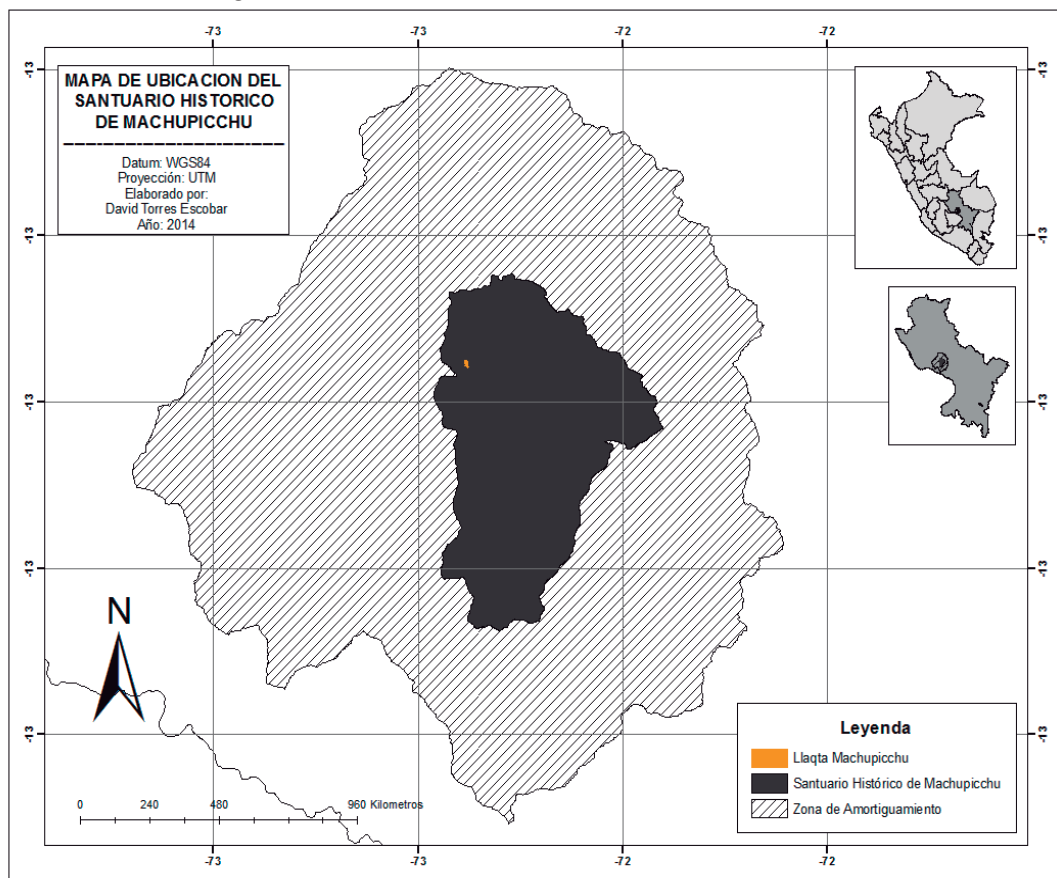 -73 -73 -72 -72
MAPA DE UBICACION DEL
SANTUARIO HISTORICO
DE MACHUPICCHU
Datum: WGS84
Proyección: UTM
Elaborado por:
David Torres Escobar
Año: 2014
-13 -13
-13 -13
-13 -13
-13 -13
-13 -13
N
0 240 480 960 Kilometros
Leyenda
Llaqta Machupicchu
Santuario Histórico de Machupicchu
Zona de Amortiguamiento
-73 -73 -72 -72